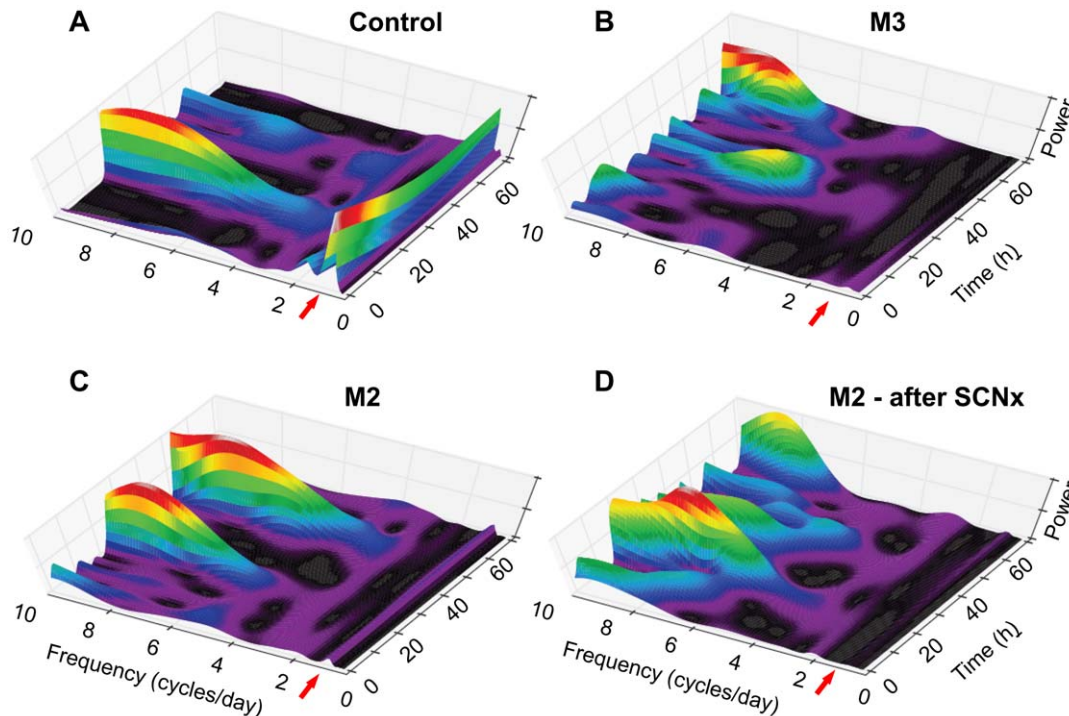 A Control
B M3
Power
10 8 6 4 2 0
0 20 40 60
10 8 6 4 2 0
0 20 40 60
Time (h)
C M2
D M2 - after SCNx
Power
10 8 6 4 2 0
0 20 40 60
Frequency (cycles/day)
10 8 6 4 2 0
0 20 40 60
Frequency (cycles/day)
Time (h)